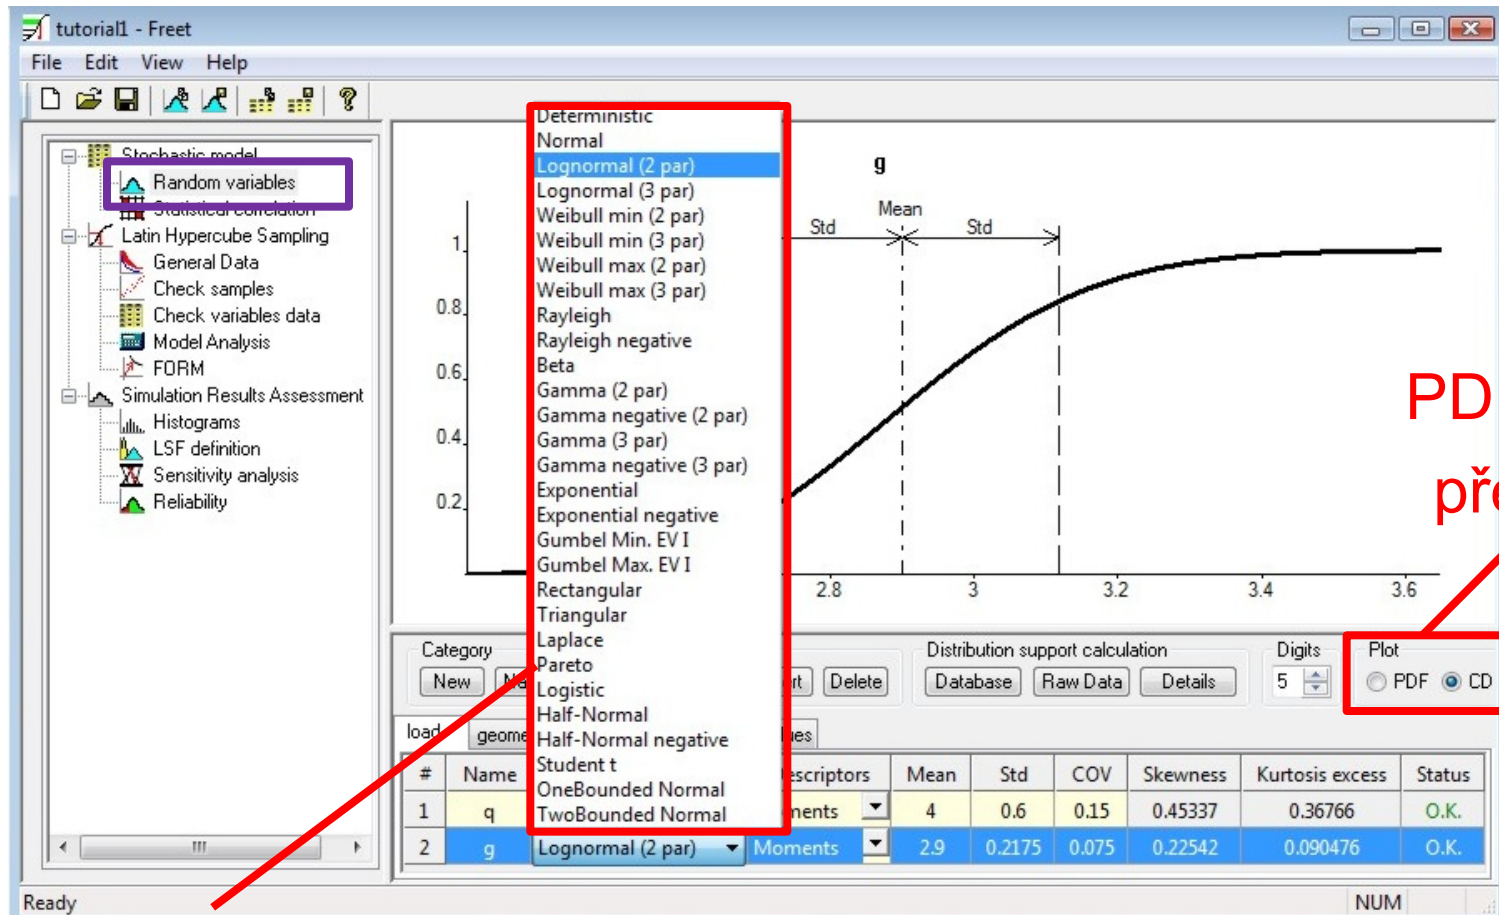 tutorial1 - Freet
File Edit View Help
Stochastic model
Random variables
Statistical correlation
Latin Hypercube Sampling
General Data
Check samples
Check variables data
Model Analysis
FORM
Simulation Results Assessment
Histograms
LSF definition
Sensitivity analysis
Reliability
Deterministic
Normal
Lognormal (2 par)
Lognormal (3 par)
Weibull min (2 par)
Weibull min (3 par)
Weibull max (2 par)
Weibull max (3 par)
Rayleigh
Rayleigh negative
Beta
Gamma (2 par)
Gamma negative (2 par)
Gamma (3 par)
Gamma negative (3 par)
Exponential
Exponential negative
Gumbel Min. EV I
Gumbel Max. EV I
Rectangular
Triangular
Laplace
Pareto
Logistic
Half-Normal
Half-Normal negative
Student t
OneBounded Normal
TwoBounded Normal
g
Std Mean Std
1
0.8
0.6
0.4
0.2
2.8 3 3.2 3.4 3.6
PD
př
Category Distribution support calculation Digits Plot
New Delete Database Raw Data Details 5 PDF CD
load
# Name Mean Std COV Skewness Kurtosis excess Status
1 q 4 0.6 0.15 0.45337 0.36766 O.K.
2 g Lognormal (2 par) Moments 2.9 0.2175 0.075 0.22542 0.090476 O.K.
Ready NUM